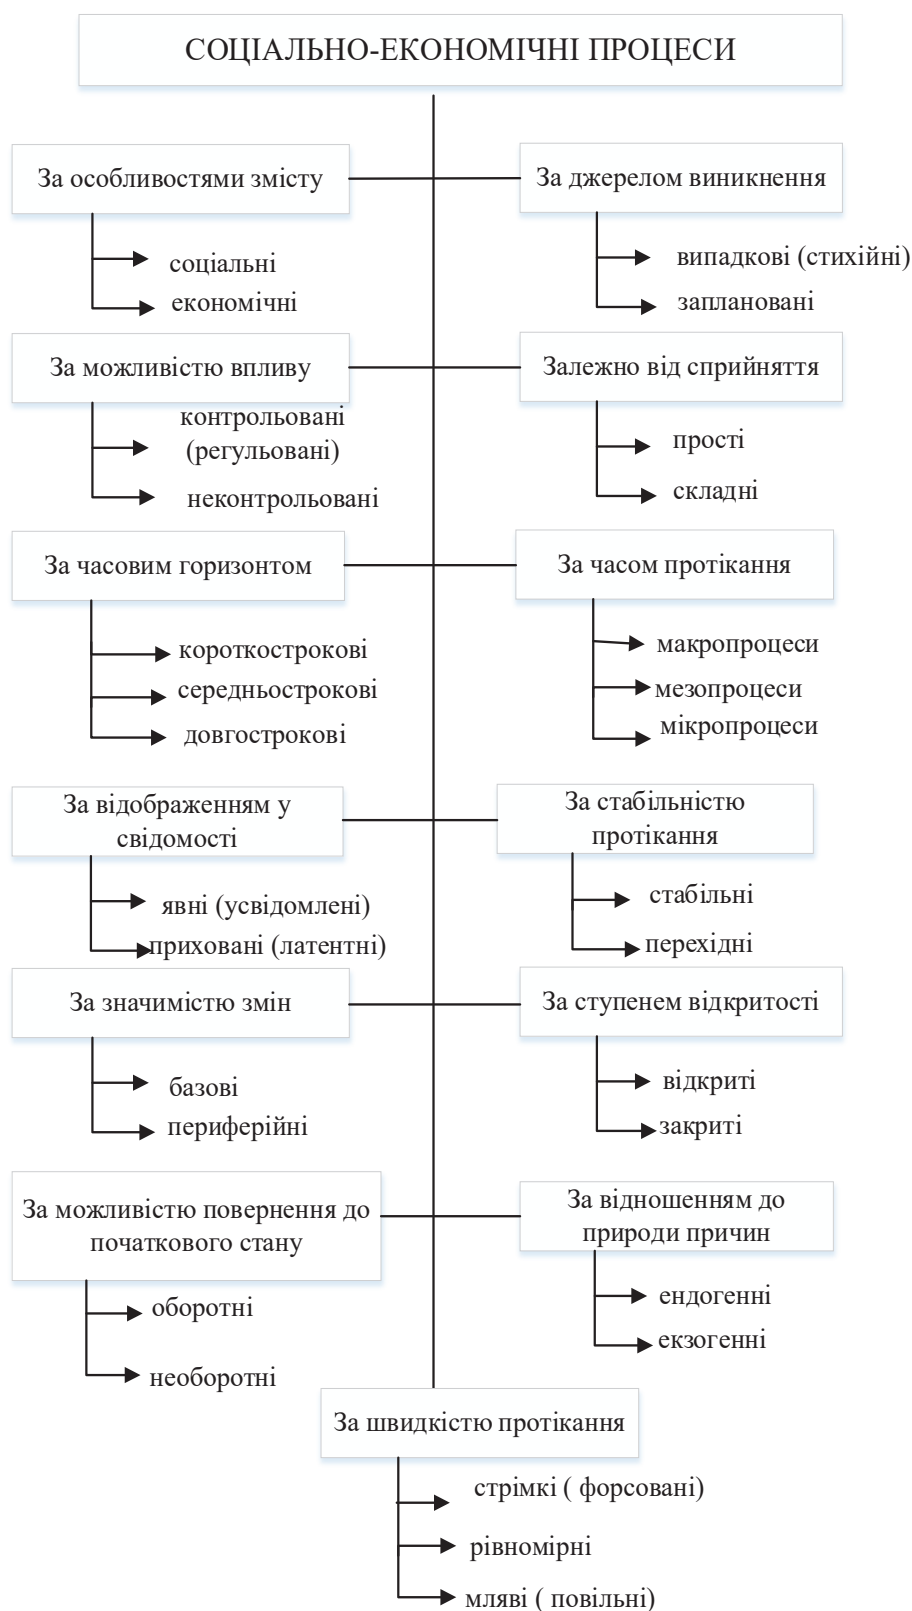 СОЦІАЛЬНО-ЕКОНОМІЧНІ ПРОЦЕСИ
За особливостями змісту
соціальні
економічні
За джерелом виникнення
випадкові (стихійні)
заплановані
За можливістю впливу
контрольовані
(регульовані)
неконтрольовані
Залежно від сприйняття
прості
складні
За часовим горизонтом
короткострокові
середньострокові
довгострокові
За часом протікання
макропроцеси
мезопроцеси
мікропроцеси
За відображенням у
свідомості
явні (усвідомлені)
приховані (латентні)
За стабільністю
протікання
стабільні
перехідні
За значимістю змін
базові
периферійні
За ступенем відкритості
відкриті
закриті
За можливістю повернення до
початкового стану
оборотні
необоротні
За відношенням до
природи причин
ендогенні
екзогенні
За швидкістю протікання
стрімкі ( форсовані)
рівномірні
мляві ( повільні)